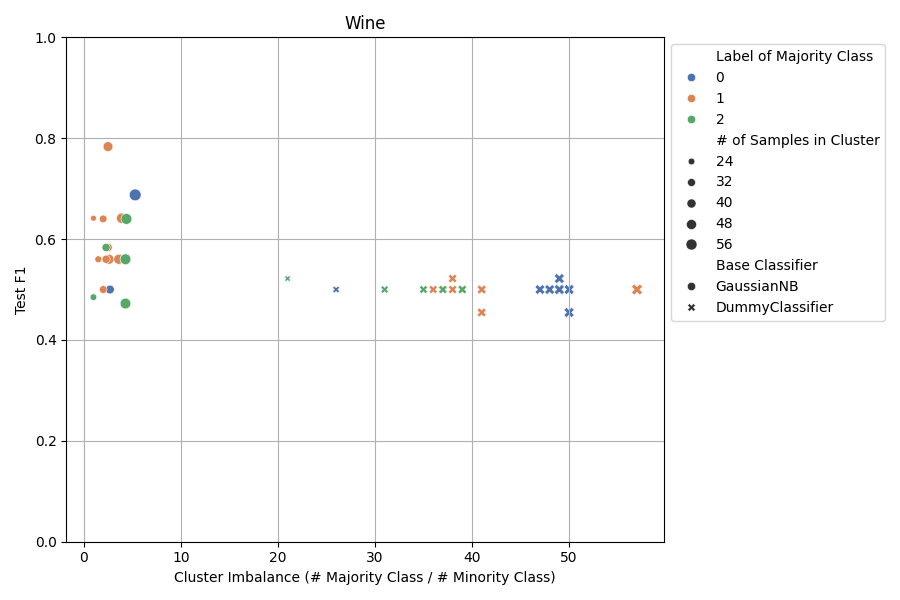 Wine
1.0
0.8
0.6
0.4
0.2
0.0
Test F1
0
10
20
30
40
50
Cluster Imbalance (# Majority Class / # Minority Class)
Label of Majority Class
0
1
2
# of Samples in Cluster
24
32
40
48
56
Base Classifier
GaussianNB
DummyClassifier